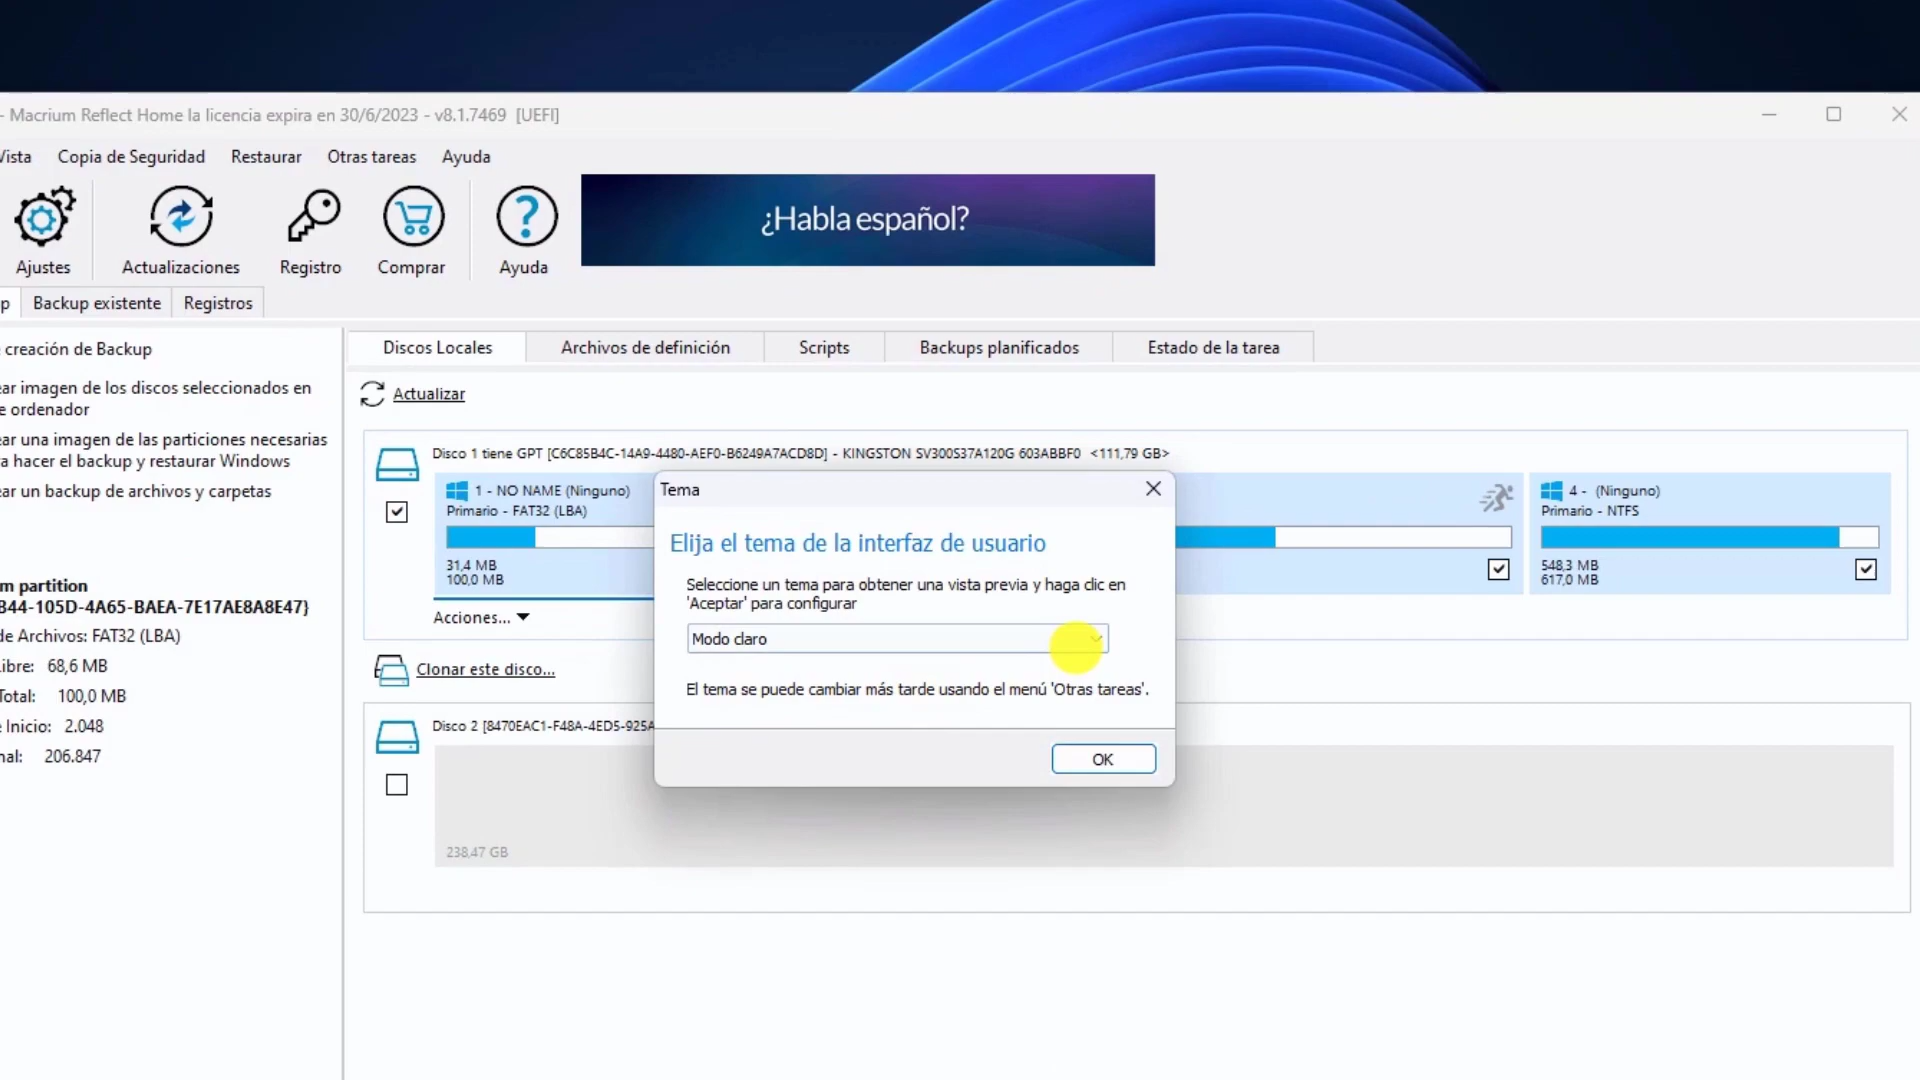 - Macrium Reflect Home la licencia expira en 30/6/2023 - v8.1.7469 [UEFI]
Vista Copia de Seguridad Restaurar Otras tareas Ayuda
¿Habla español?
Ajustes Actualizaciones Registro Comprar Ayuda
p Backup existente Registros
creación de Backup
ear imagen de los discos seleccionados en
e ordenador
ear una imagen de las particiones necesarias
a hacer el backup y restaurar Windows
ear un backup de archivos y carpetas
m partition
B44-105D-4A65-BAEA-7E17AE8A8E47}
de Archivos: FAT32 (LBA)
Libre: 68,6 MB
Total: 100,0 MB
Inicio: 2.048
nal: 206.847
Discos Locales Archivos de definición Scripts Backups planificados Estado de la tarea
Actualizar
Disco 1 tiene GPT [C6C85B4C-14A9-4480-AEF0-B6249A7ACD8D] - KINGSTON SV300S37A120G 603ABBF0 <111,79 GB>
1 - NO NAME (Ninguno)
Primario - FAT32 (LBA)
31,4 MB
100,0 MB
4 - (Ninguno)
Primario - NTFS
548,3 MB
617,0 MB
Acciones...
Clonar este disco...
Disco 2 [8470EAC1-F48A-4ED5-925A
238,47 GB
Tema
Elija el tema de la interfaz de usuario
Seleccione un tema para obtener una vista previa y haga clic en
'Aceptar' para configurar
Modo claro
El tema se puede cambiar más tarde usando el menú 'Otras tareas'.
OK